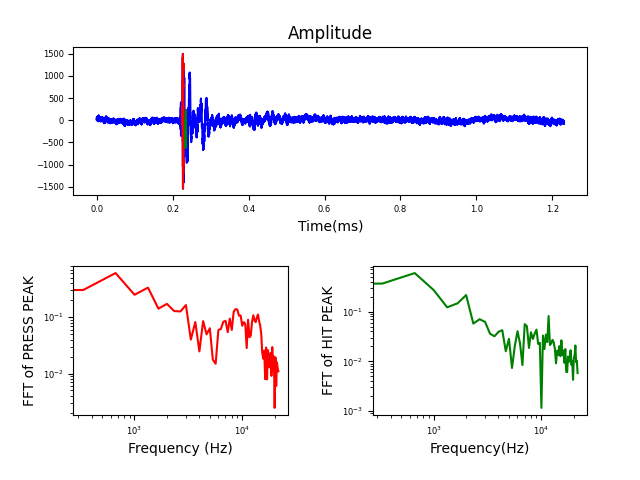 Amplitude
1500
1000
500
0
−500
−1000
−1500
0.0 0.2 0.4 0.6 0.8 1.0 1.2
Time(ms)
FFT of PRESS PEAK
10⁻¹
10⁻²
10³ 10⁴
Frequency (Hz)
FFT of HIT PEAK
10⁻¹
10⁻²
10⁻³
10³ 10⁴
Frequency(Hz)